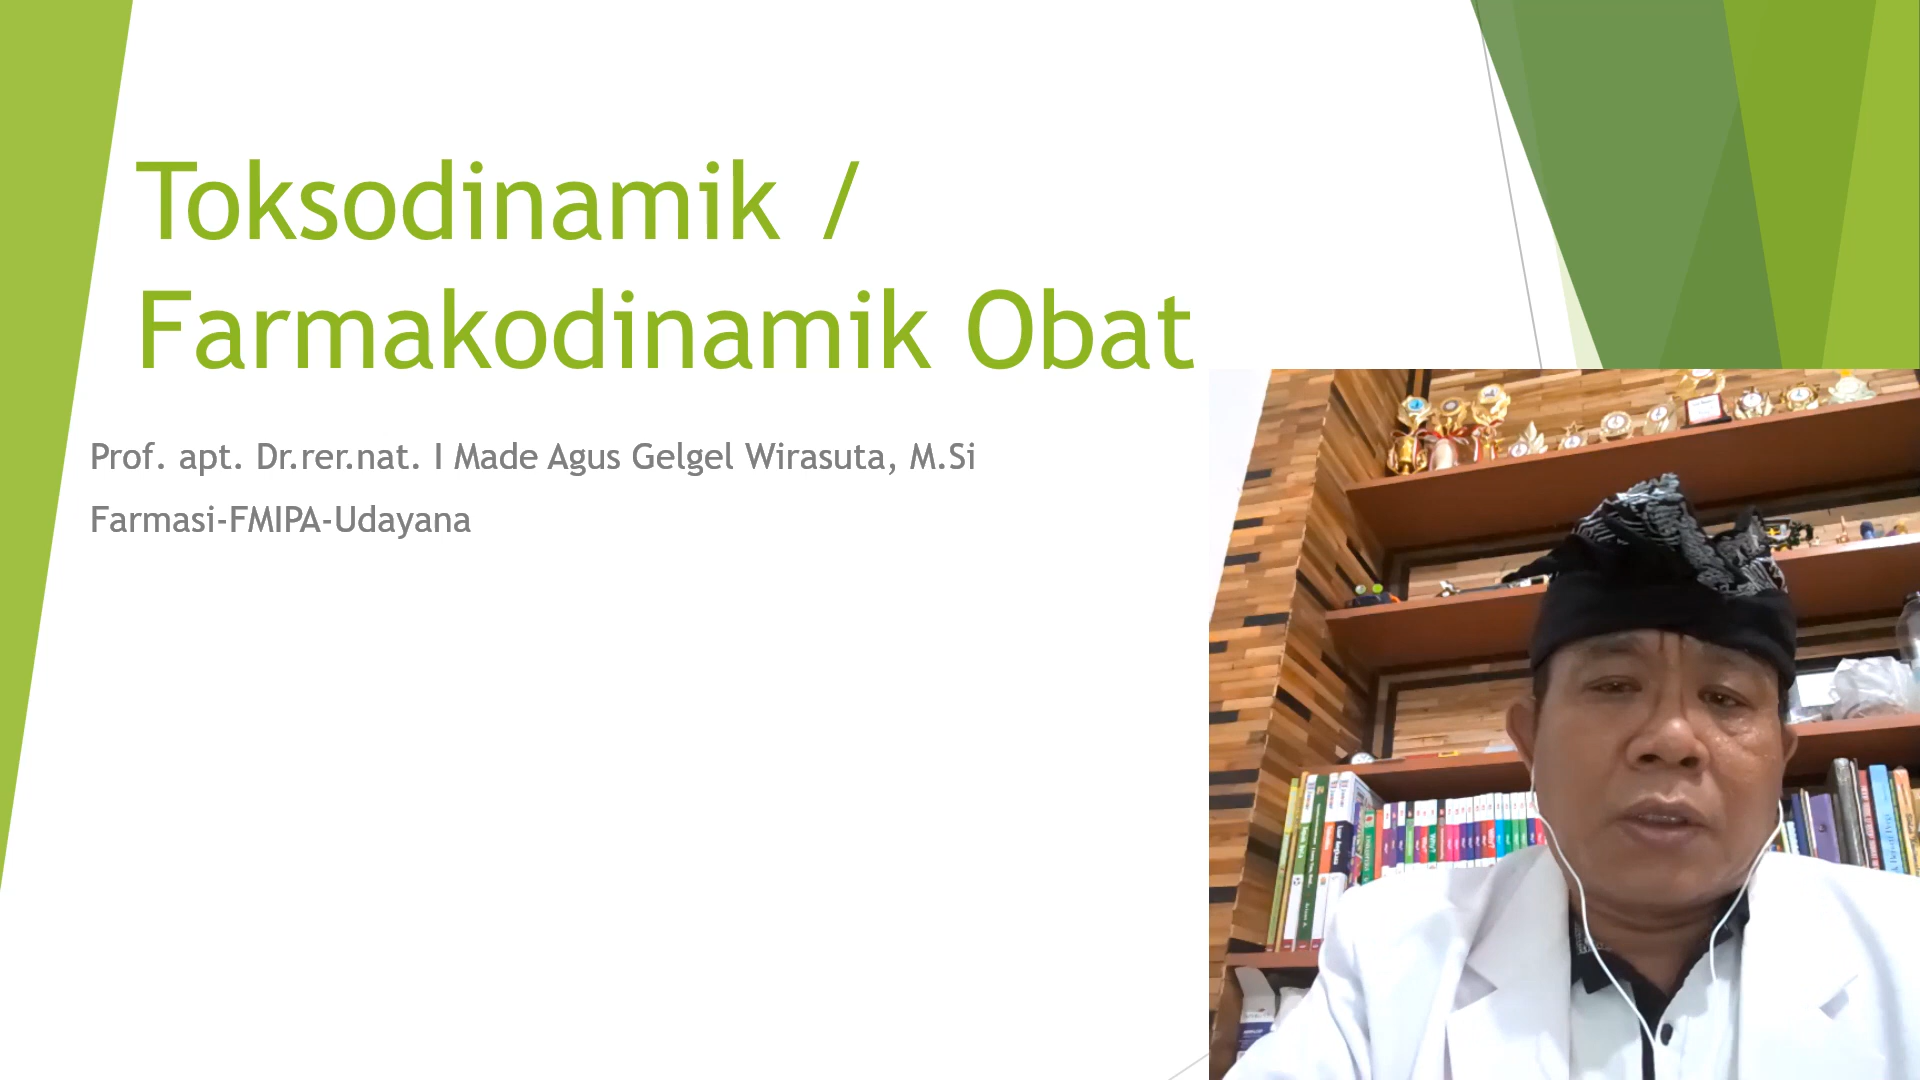 Toksodinamik /
Farmakodinamik Obat
Prof. apt. Dr.rer.nat. I Made Agus Gelgel Wirasuta, M.Si
Farmasi-FMIPA-Udayana